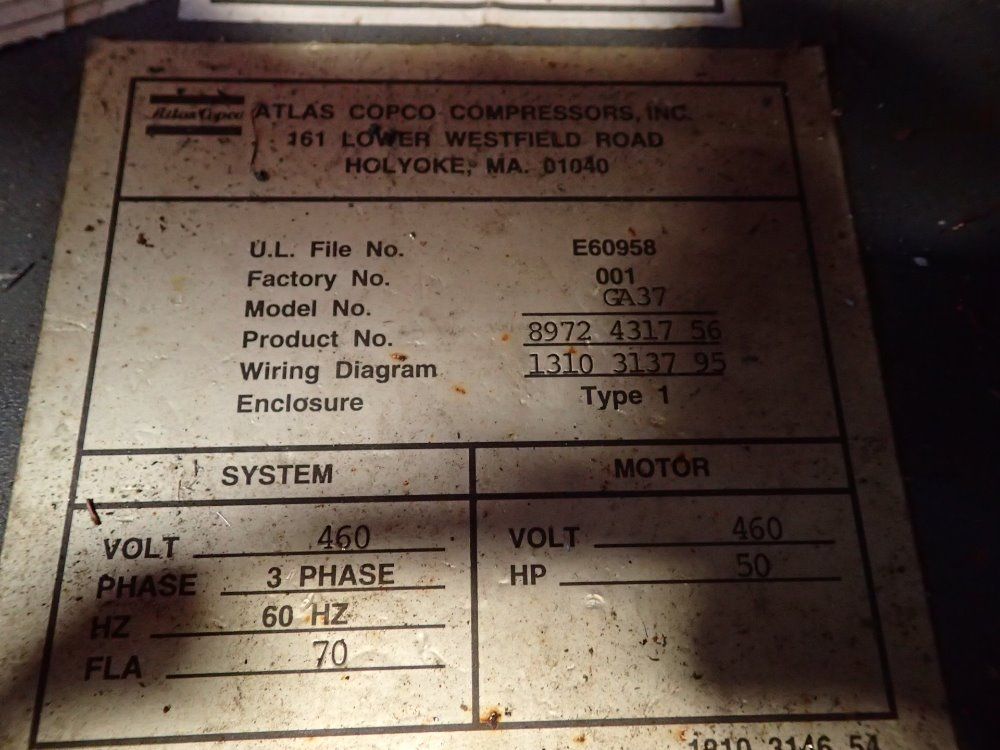 Atlas Copco ATLAS COPCO COMPRESSORS, INC.
161 LOWER WESTFIELD ROAD
HOLYOKE, MA. 01040
U.L. File No. E60958
Factory No. 001
Model No. GA37
Product No. 8972 4317 56
Wiring Diagram 1310 3137 95
Enclosure Type 1
SYSTEM MOTOR
VOLT 460 VOLT 460
PHASE 3 PHASE HP 50
HZ 60 HZ
FLA 70